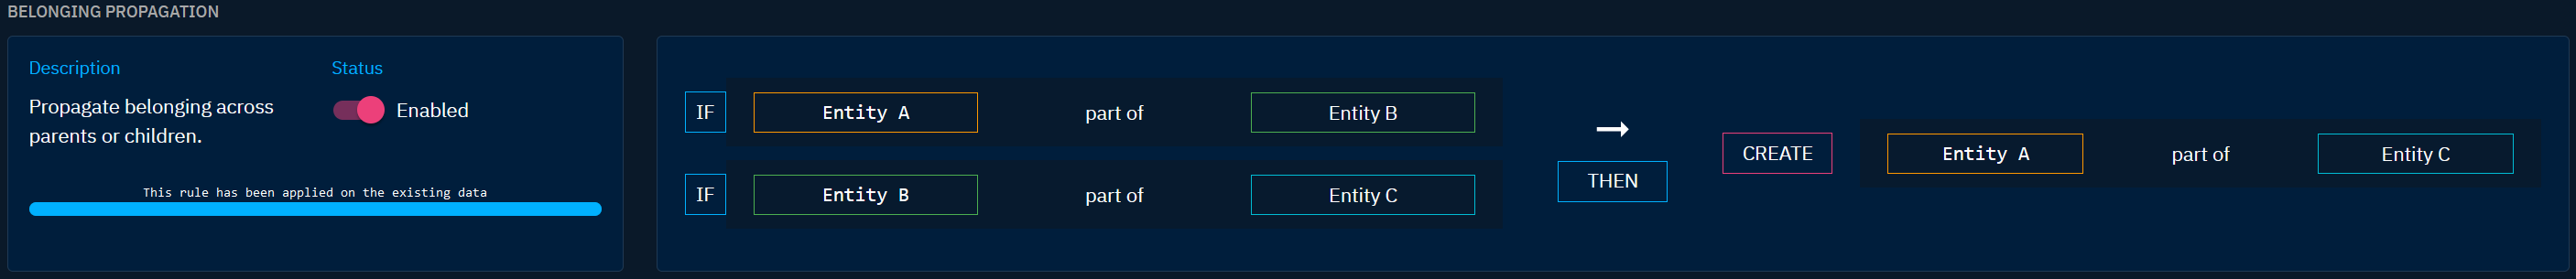 BELONGING PROPAGATION
Description
Status
Propagate belonging across
parents or children.
Enabled
This rule has been applied on the existing data
IF
Entity A
part of
Entity B
IF
Entity B
part of
Entity C
→
THEN
CREATE
Entity A
part of
Entity C